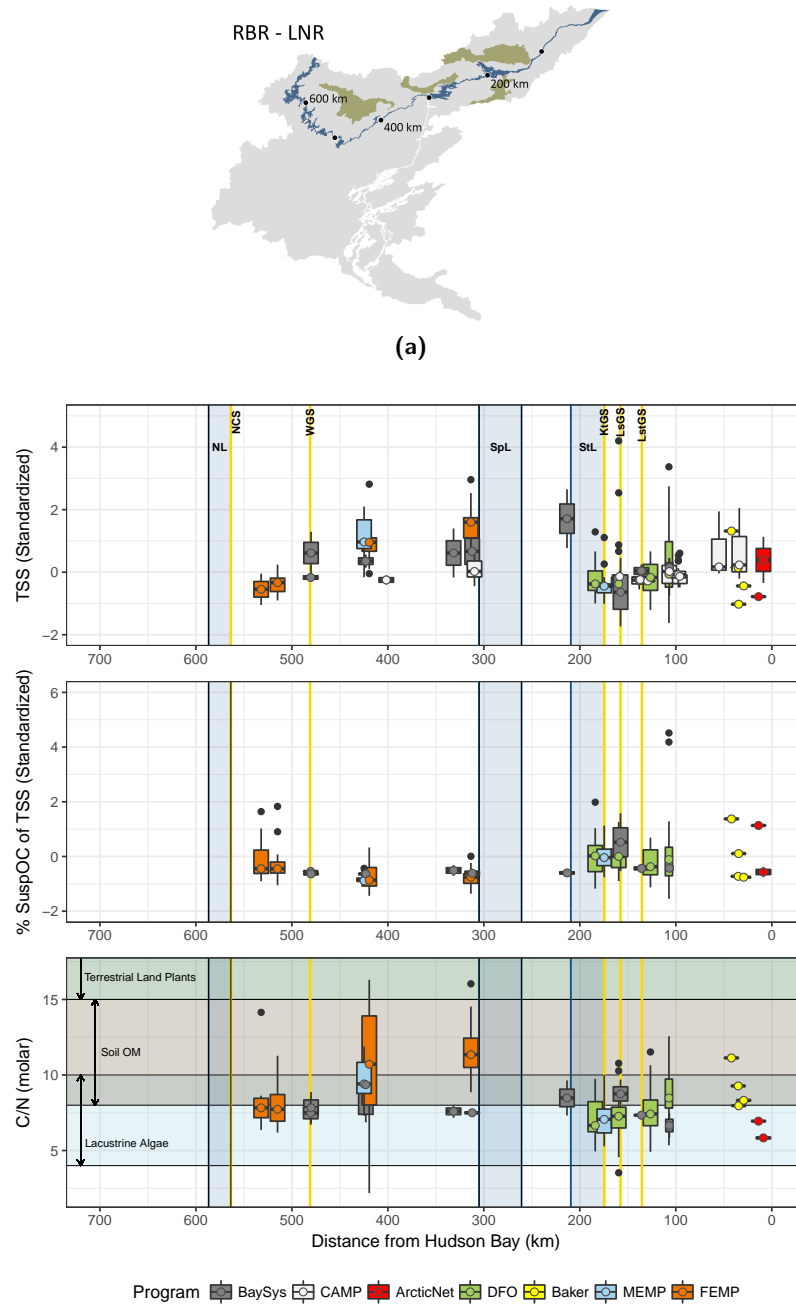 RBR - LNR
600 km
400 km
200 km
(a)
TSS (Standardized)
4
2
0
−2
NL
NCS
WGS
SpL
StL
KtGS
LsGS
LstGS
700
600
500
400
300
200
100
0
% SuspOC of TSS (Standardized)
6
4
2
0
−2
700
600
500
400
300
200
100
0
C/N (molar)
15
10
5
Terrestrial Land Plants
Soil OM
Lacustrine Algae
700
600
500
400
300
200
100
0
Distance from Hudson Bay (km)
Program
BaySys
CAMP
ArcticNet
DFO
Baker
MEMP
FEMP